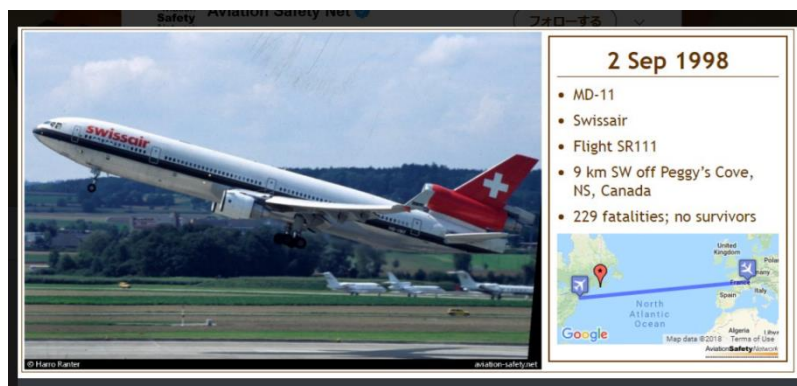 Safety
Aviation Safety Net
フォローする
swissair
2 Sep 1998
• MD-11
• Swissair
• Flight SR111
• 9 km SW off Peggy's Cove,
NS, Canada
• 229 fatalities; no survivors
United
Kingdom
France
Spain
Italy
North
Atlantic
Ocean
Algeria
Google
Map data ©2018 Terms of Use
AviationSafetyNetwork
© Harro Ranter
aviation-safety.net